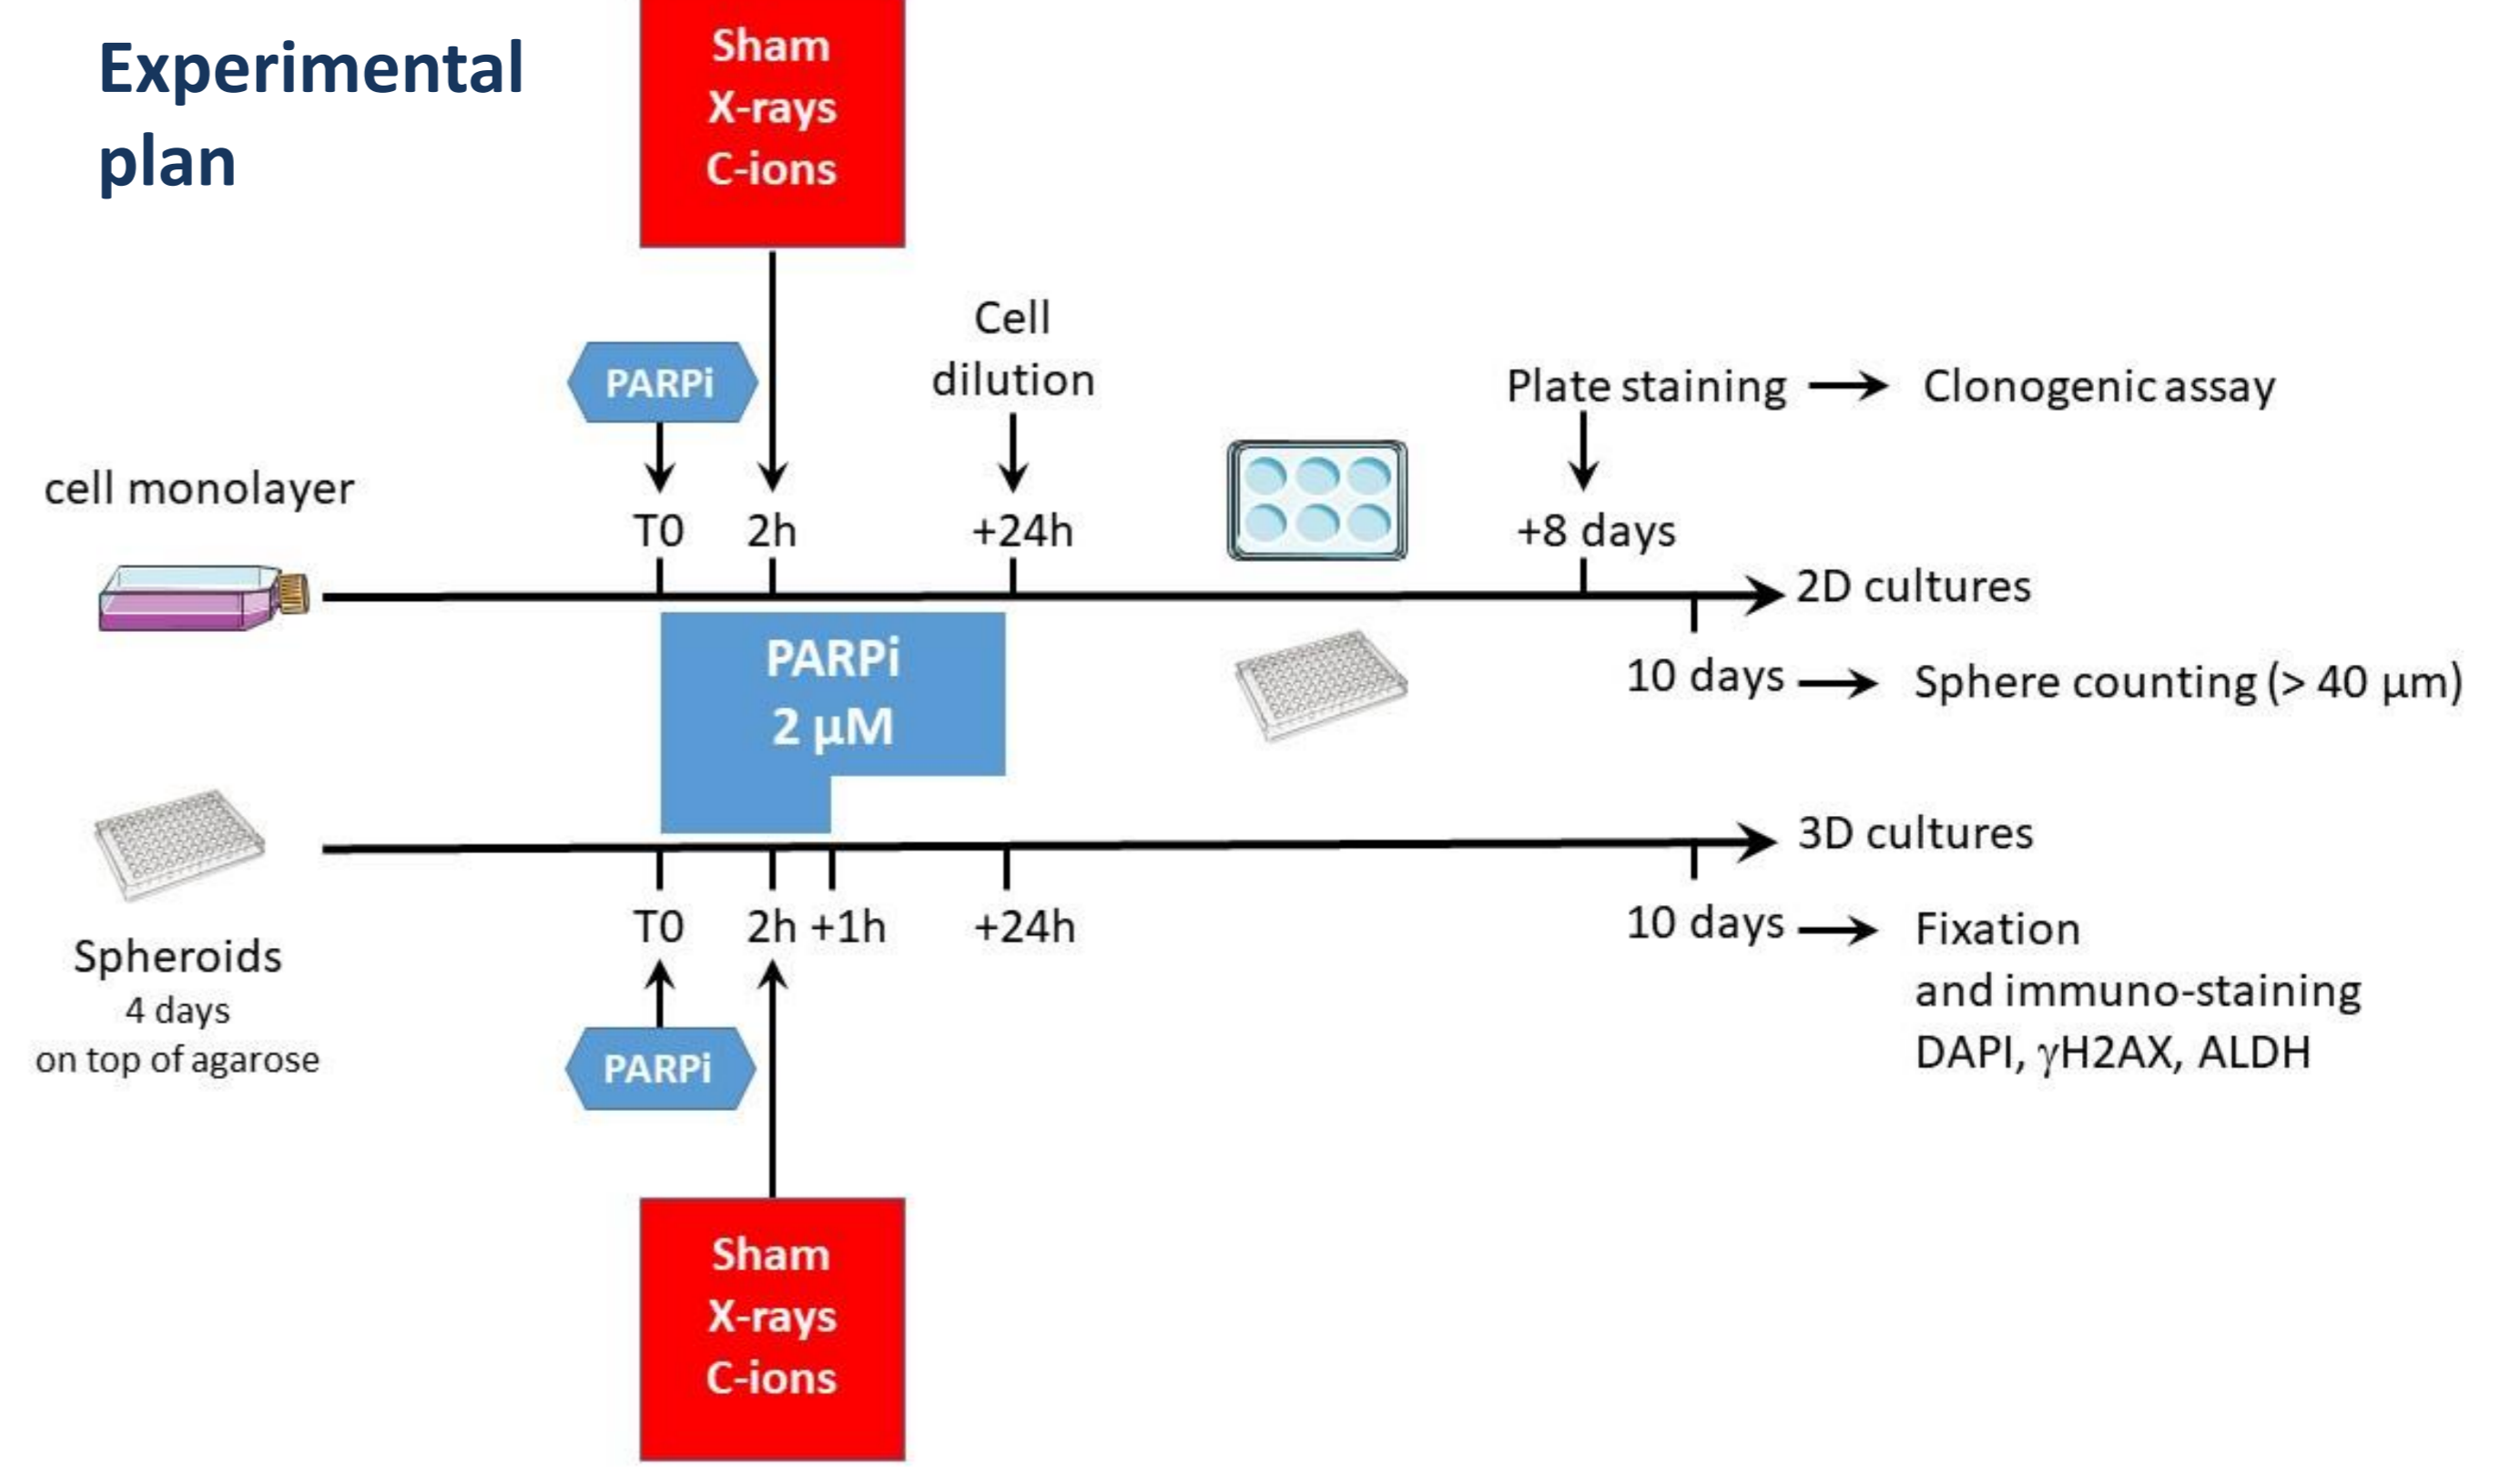 Experimental
plan
Sham
X-rays
C-ions
PARPi
Cell
dilution
Plate staining
Clonogenic assay
cell monolayer
T0
2h
+24h
+8 days
2D cultures
PARPi
2 µM
10 days
Sphere counting (> 40 µm)
3D cultures
T0
2h
+1h
+24h
10 days
Fixation
and immuno-staining
DAPI, γH2AX, ALDH
Spheroids
4 days
on top of agarose
PARPi
Sham
X-rays
C-ions